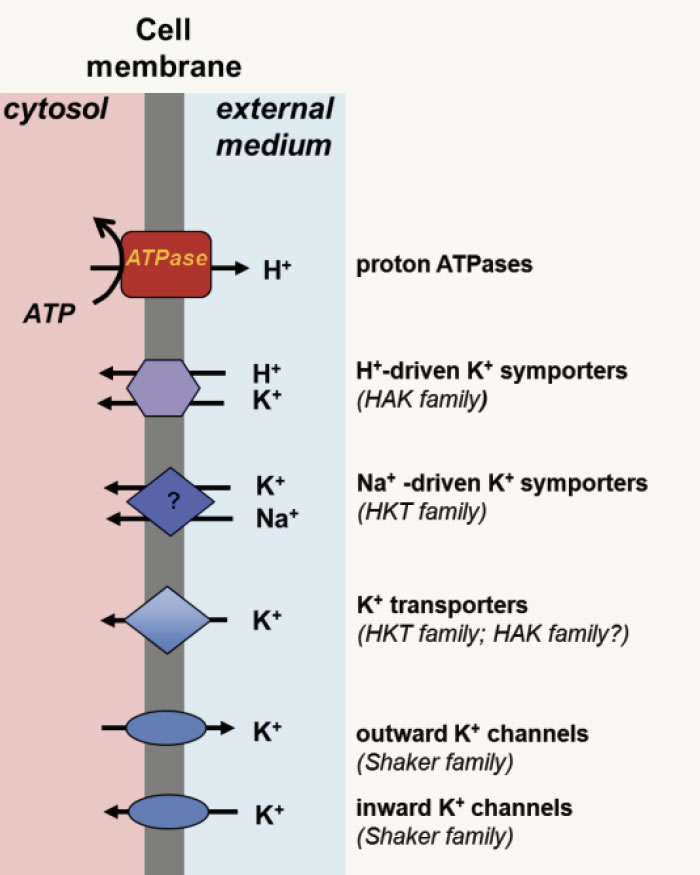 Cell
membrane
cytosol
external
medium
ATPase
H⁺
proton ATPases
ATP
H⁺
H⁺-driven K⁺ symporters
K⁺
(HAK family)
K⁺
Na⁺ -driven K⁺ symporters
?
Na⁺
(HKT family)
K⁺
K⁺ transporters
(HKT family; HAK family?)
K⁺
outward K⁺ channels
(Shaker family)
K⁺
inward K⁺ channels
(Shaker family)